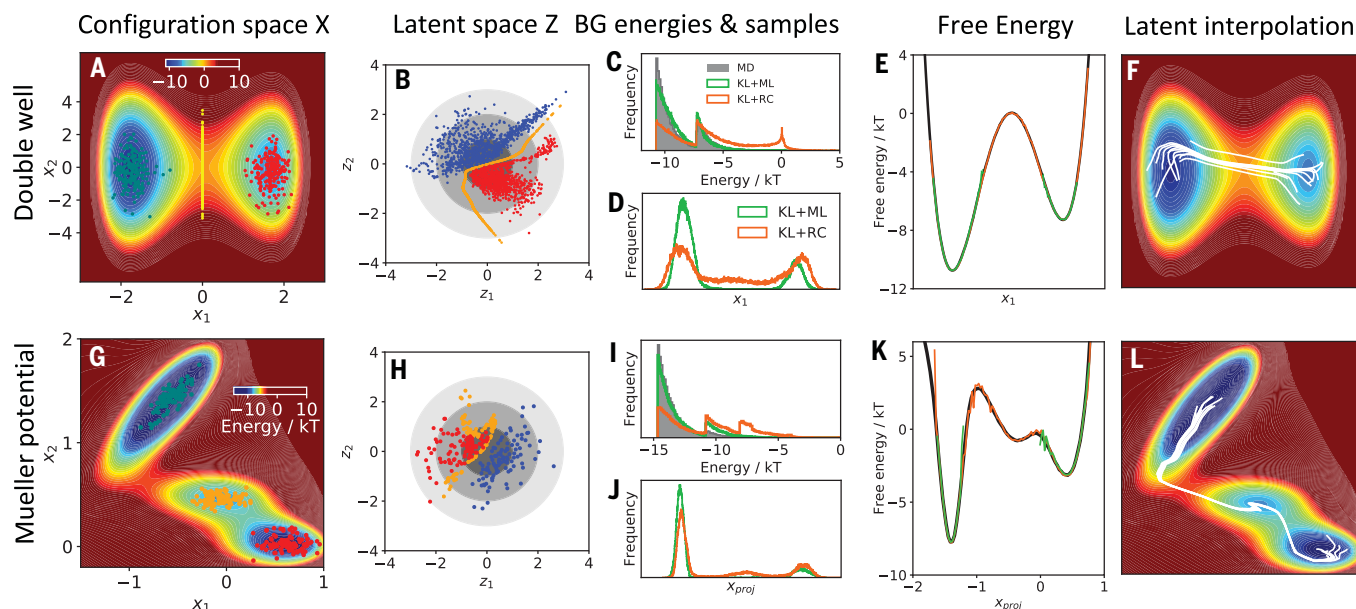 Configuration space X
Latent space Z
BG energies & samples
Free Energy
Latent interpolation
Double well
A
−10 0 10
4
2
0
−2
−4
x2
−2 0 2
x1
B
4
2
0
−2
−4
z2
−4 −2 0 2 4
z1
C
MD
KL+ML
KL+RC
Frequency
−10 −5 0 5
Energy / kT
D
KL+ML
KL+RC
Frequency
x1
E
4
0
−4
−8
−12
Free energy / kT
x1
F
Mueller potential
G
−10 0 10
Energy / kT
2
1
0
x2
−1 0 1
x1
H
4
2
0
−2
−4
z2
−4 −2 0 2 4
z1
I
Frequency
−15 −10 −5 0
Energy / kT
J
Frequency
xproj
K
5
0
−5
−10
Free energy / kT
−2 −1 0 1
xproj
L